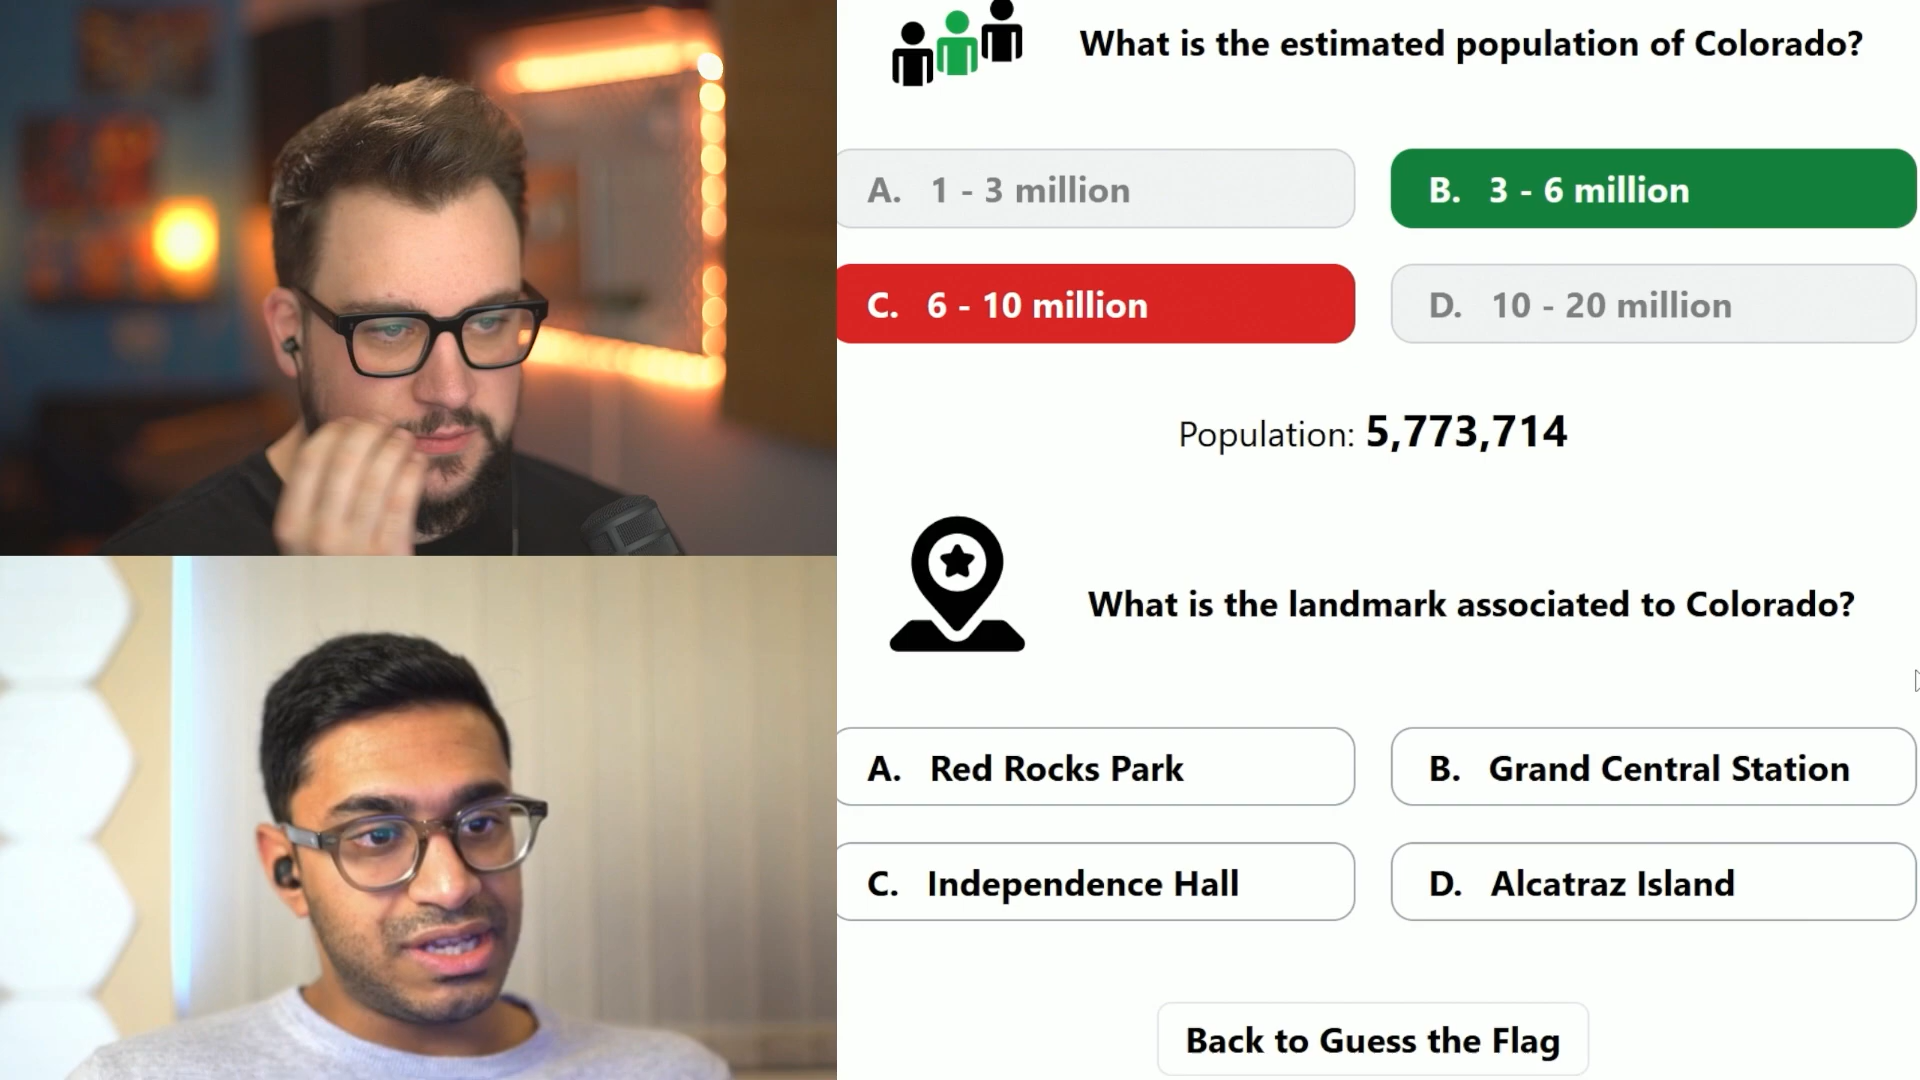 What is the estimated population of Colorado?
A. 1 - 3 million
B. 3 - 6 million
C. 6 - 10 million
D. 10 - 20 million
Population: 5,773,714
What is the landmark associated to Colorado?
A. Red Rocks Park
B. Grand Central Station
C. Independence Hall
D. Alcatraz Island
Back to Guess the Flag